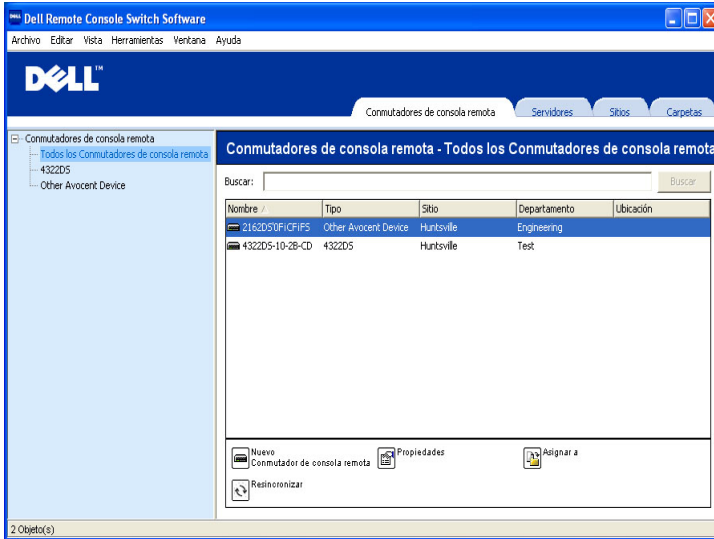 Dell Remote Console Switch Software
Archivo Editar Vista Herramientas Ventana Ayuda
DELL™
Conmutadores de consola remota Servidores Sitios Carpetas
Conmutadores de consola remota
Todos los Conmutadores de consola remota
4322DS
Other Avocent Device
Conmutadores de consola remota - Todos los Conmutadores de consola remota
Buscar: Buscar
Nombre Tipo Sitio Departamento Ubicación
2162DS'0FiCFiFS Other Avocent Device Huntsville Engineering
4322DS-10-2B-CD 4322DS Huntsville Test
Nuevo
Conmutador de consola remota
Propiedades
Asignar a
Resincronizar
2 Objeto(s)